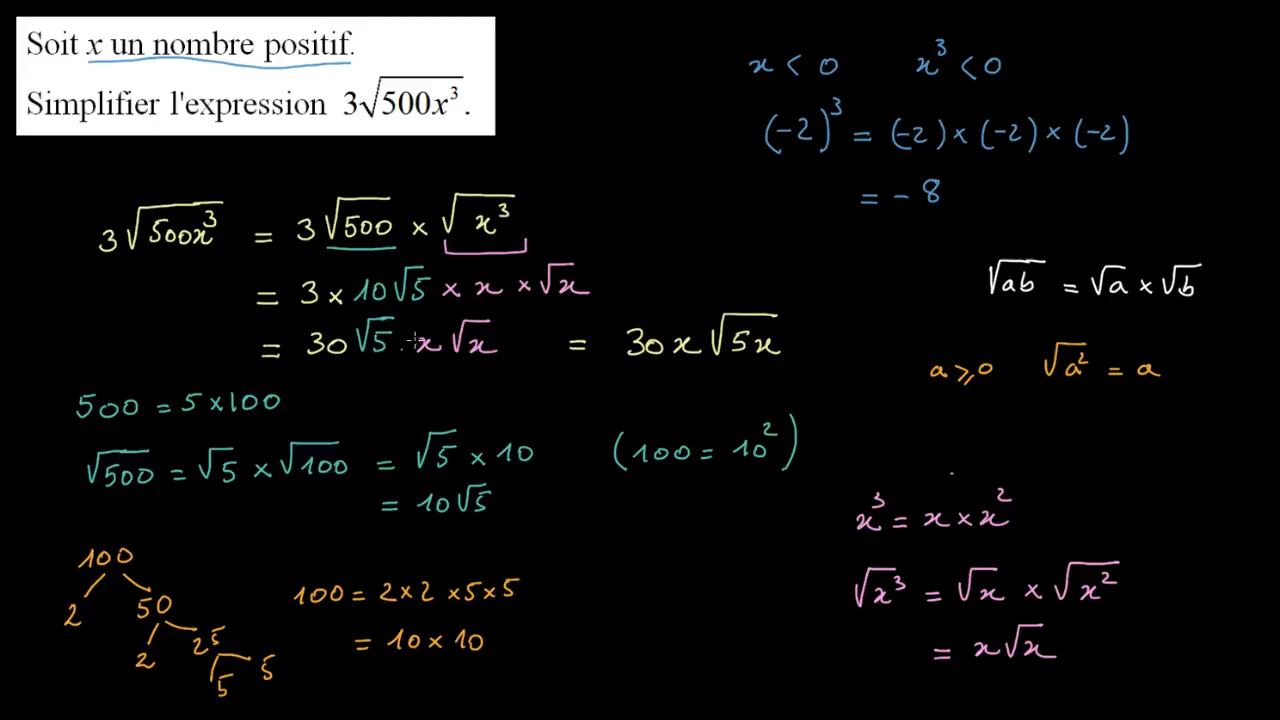 Soit x un nombre positif.
Simplifier l'expression 3√500x³.
x < 0 x³ < 0
(-2)³ = (-2) × (-2) × (-2)
= - 8
3√500x³ = 3√500 × √x³
= 3 × 10√5 × x × √x
= 30√5 · x√x = 30x√5x
√ab = √a × √b
a ⩾ 0 √a² = a
500 = 5 × 100
√500 = √5 × √100 = √5 × 10 (100 = 10²)
= 10√5
x³ = x × x²
√x³ = √x × √x²
= x√x
100
2 50
2 25
5 5
100 = 2 × 2 × 5 × 5
= 10 × 10